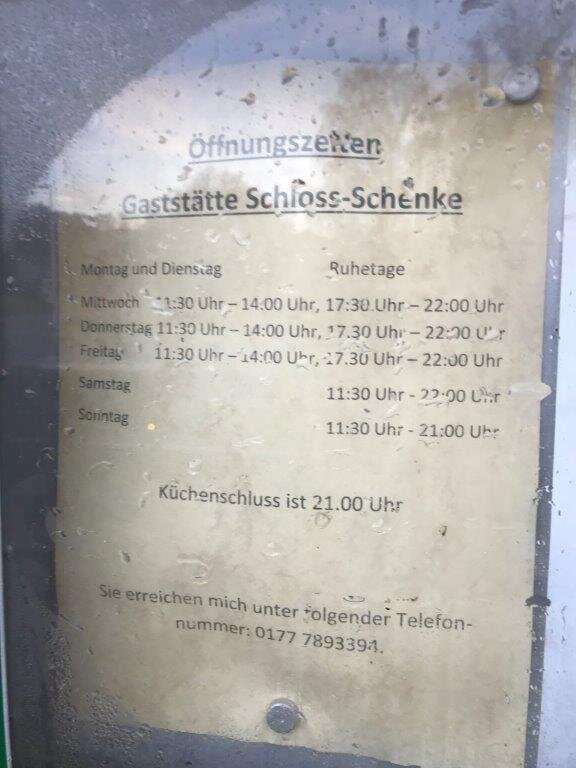 Öffnungszeiten
Gaststätte Schloss-Schenke
Montag und Dienstag Ruhetage
Mittwoch 11:30 Uhr – 14:00 Uhr, 17:30 Uhr – 22:00 Uhr
Donnerstag 11:30 Uhr – 14:00 Uhr, 17.30 Uhr – 22:00 Uhr
Freitag 11:30 Uhr – 14:00 Uhr, 17.30 Uhr – 22:00 Uhr
Samstag 11:30 Uhr - 22:00 Uhr
Sonntag 11:30 Uhr - 21:00 Uhr
Küchenschluss ist 21.00 Uhr
Sie erreichen mich unter folgender Telefon-
nummer: 0177 7893394.